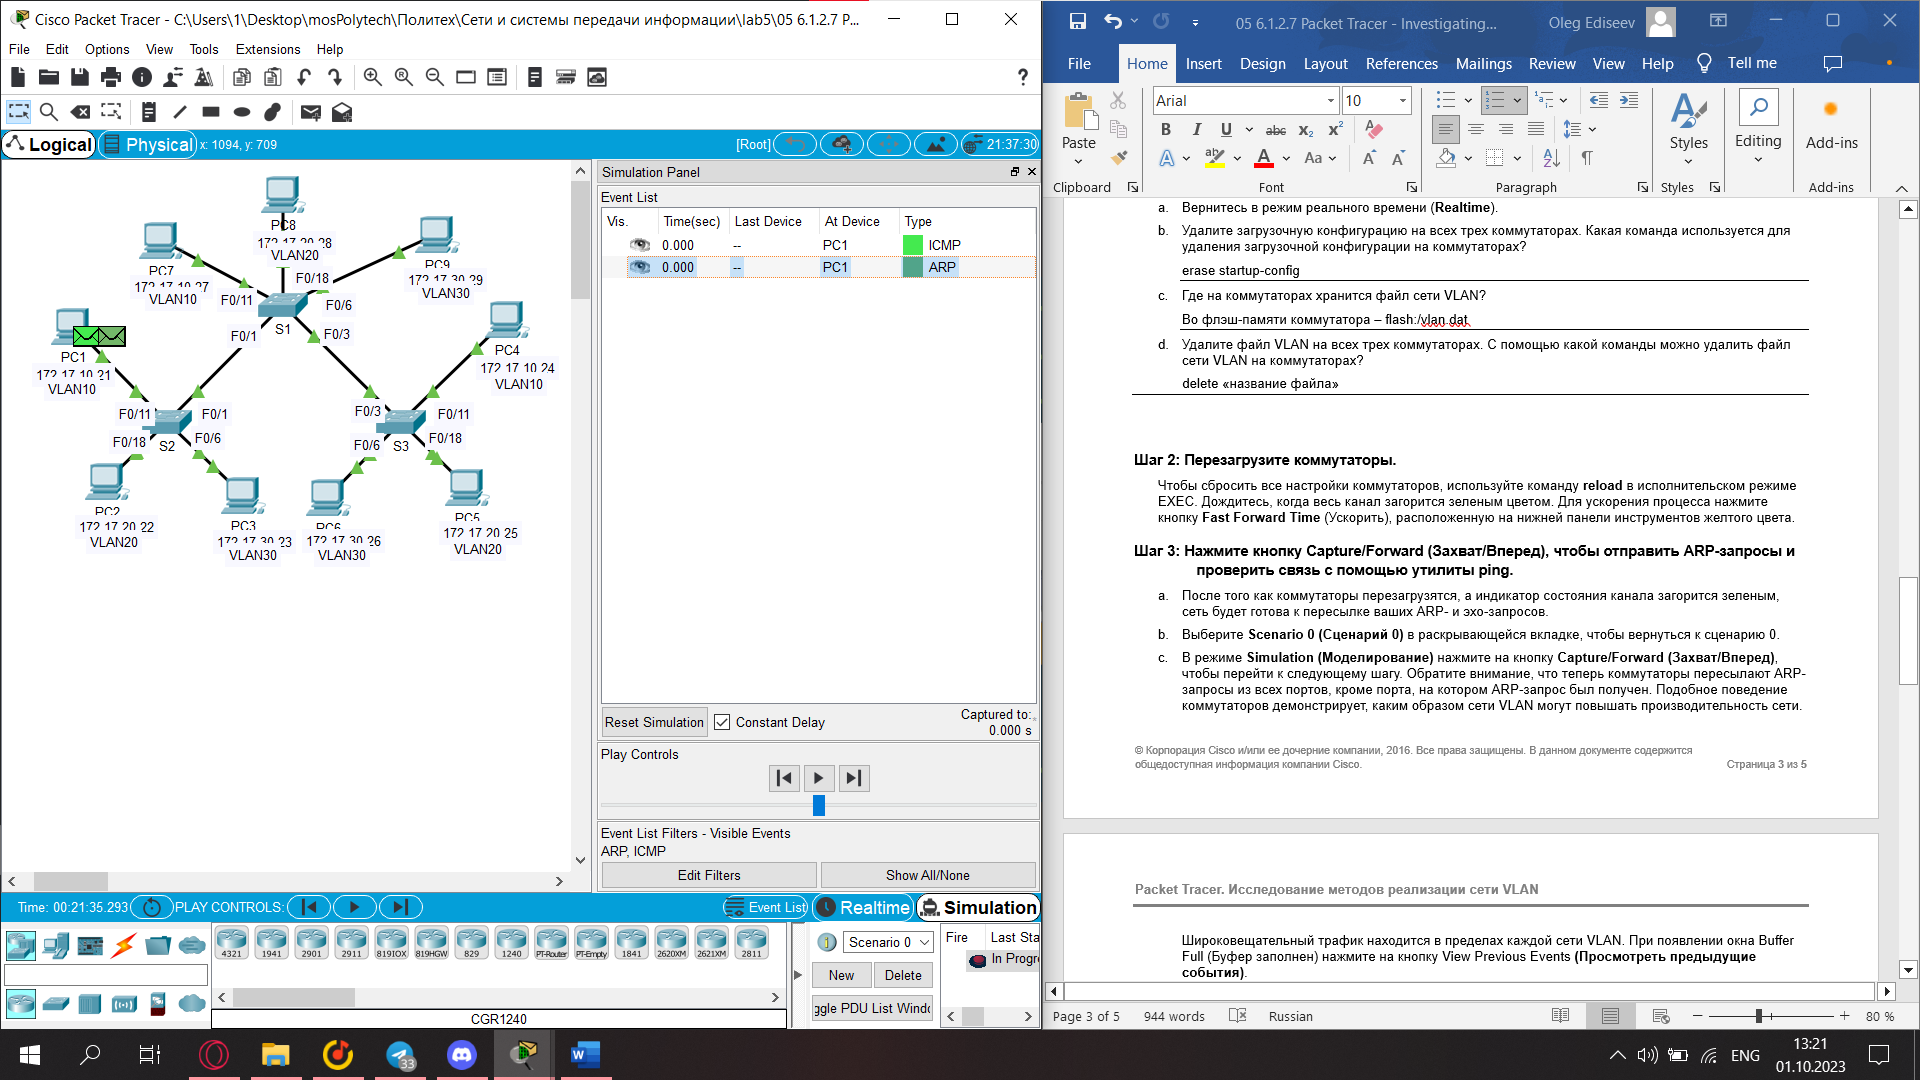 Cisco Packet Tracer - C:\Users\1\Desktop\mosPolytech\Политех\Сети и системы передачи информации\lab5\05 6.1.2.7 P...
File Edit Options View Tools Extensions Help
?
Logical
Physical
x: 1094, y: 709
[Root]
21:37:30
PC8
172.17.20.28
VLAN20
PC7
172.17.10.27
VLAN10
PC9
172.17.30.29
VLAN30
F0/18
F0/11
F0/6
S1
F0/1
F0/3
PC1
172.17.10.21
VLAN10
PC4
172.17.10.24
VLAN10
F0/11
F0/1
F0/3
F0/11
F0/18
F0/6
F0/6
F0/18
S2
S3
PC2
172.17.20.22
VLAN20
PC3
172.17.30.23
VLAN30
PC6
172.17.30.26
VLAN30
PC5
172.17.20.25
VLAN20
Simulation Panel
Event List
Vis. Time(sec) Last Device At Device Type
0.000 -- PC1 ICMP
0.000 -- PC1 ARP
Reset Simulation
Constant Delay
Captured to:
0.000 s
Play Controls
Event List Filters - Visible Events
ARP, ICMP
Edit Filters
Show All/None
Time: 00:21:35.293
PLAY CONTROLS:
Event List
Realtime
Simulation
4321 1941 2901 2911 819IOX 819HGW 829 1240 PT-Router PT-Empty 1841 2620XM 2621XM 2811
CGR1240
Scenario 0
New
Delete
ggle PDU List Windo
Fire Last Sta
In Progr
05 6.1.2.7 Packet Tracer - Investigating...
Oleg Ediseev
File Home Insert Design Layout References Mailings Review View Help Tell me
Arial
10
Paste
Clipboard
Font
Paragraph
Styles
Styles
Editing
Add-ins
Add-ins
a. Вернитесь в режим реального времени (Realtime).
b. Удалите загрузочную конфигурацию на всех трех коммутаторах. Какая команда используется для
удаления загрузочной конфигурации на коммутаторах?
erase startup-config
c. Где на коммутаторах хранится файл сети VLAN?
Во флэш-памяти коммутатора – flash:/vlan.dat
d. Удалите файл VLAN на всех трех коммутаторах. С помощью какой команды можно удалить файл
сети VLAN на коммутаторах?
delete «название файла»
Шаг 2: Перезагрузите коммутаторы.
Чтобы сбросить все настройки коммутаторов, используйте команду reload в исполнительском режиме
EXEC. Дождитесь, когда весь канал загорится зеленым цветом. Для ускорения процесса нажмите
кнопку Fast Forward Time (Ускорить), расположенную на нижней панели инструментов желтого цвета.
Шаг 3: Нажмите кнопку Capture/Forward (Захват/Вперед), чтобы отправить ARP-запросы и
проверить связь с помощью утилиты ping.
a. После того как коммутаторы перезагрузятся, а индикатор состояния канала загорится зеленым,
сеть будет готова к пересылке ваших ARP- и эхо-запросов.
b. Выберите Scenario 0 (Сценарий 0) в раскрывающейся вкладке, чтобы вернуться к сценарию 0.
c. В режиме Simulation (Моделирование) нажмите на кнопку Capture/Forward (Захват/Вперед),
чтобы перейти к следующему шагу. Обратите внимание, что теперь коммутаторы пересылают ARP-
запросы из всех портов, кроме порта, на котором ARP-запрос был получен. Подобное поведение
коммутаторов демонстрирует, каким образом сети VLAN могут повышать производительность сети.
© Корпорация Cisco и/или ее дочерние компании, 2016. Все права защищены. В данном документе содержится
общедоступная информация компании Cisco. Страница 3 из 5
Packet Tracer. Исследование методов реализации сети VLAN
Широковещательный трафик находится в пределах каждой сети VLAN. При появлении окна Buffer
Full (Буфер заполнен) нажмите на кнопку View Previous Events (Просмотреть предыдущие
события).
Page 3 of 5 944 words Russian 80 %
33
ENG
13:21
01.10.2023